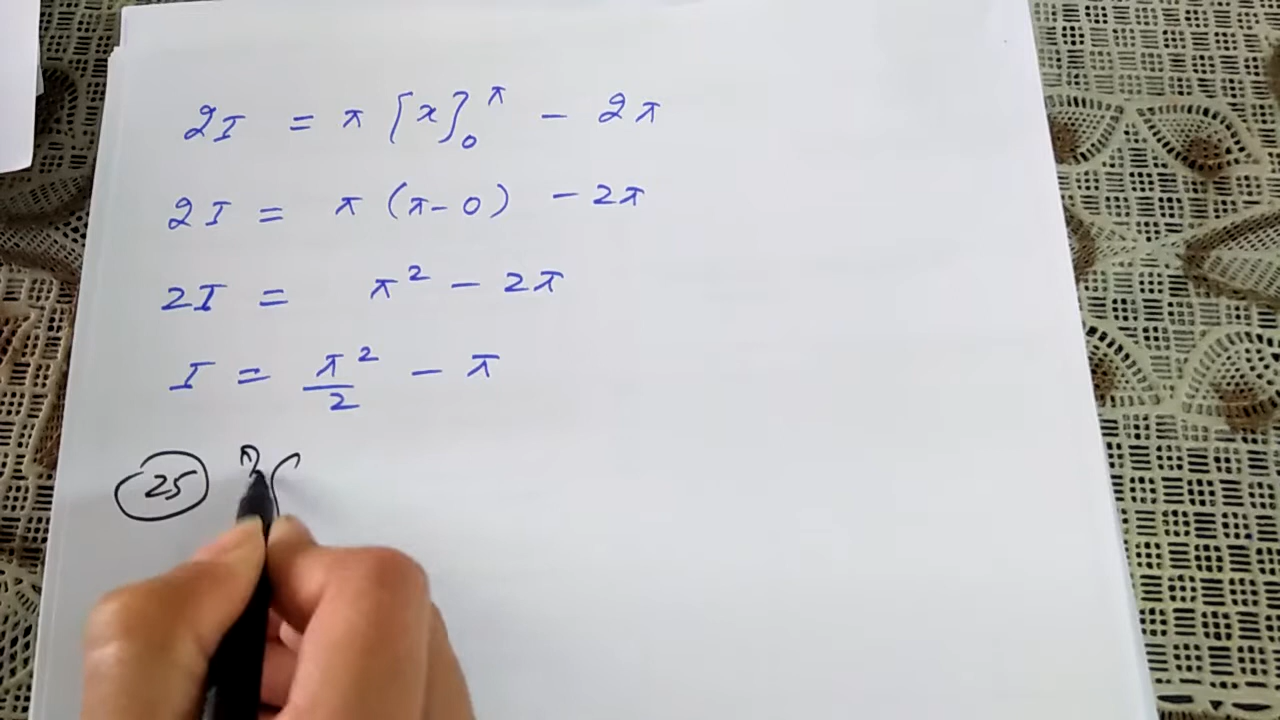 2I = π [x]₀^π - 2π
2I = π (π-0) - 2π
2I = π² - 2π
I = π²/2 - π
25 ∫